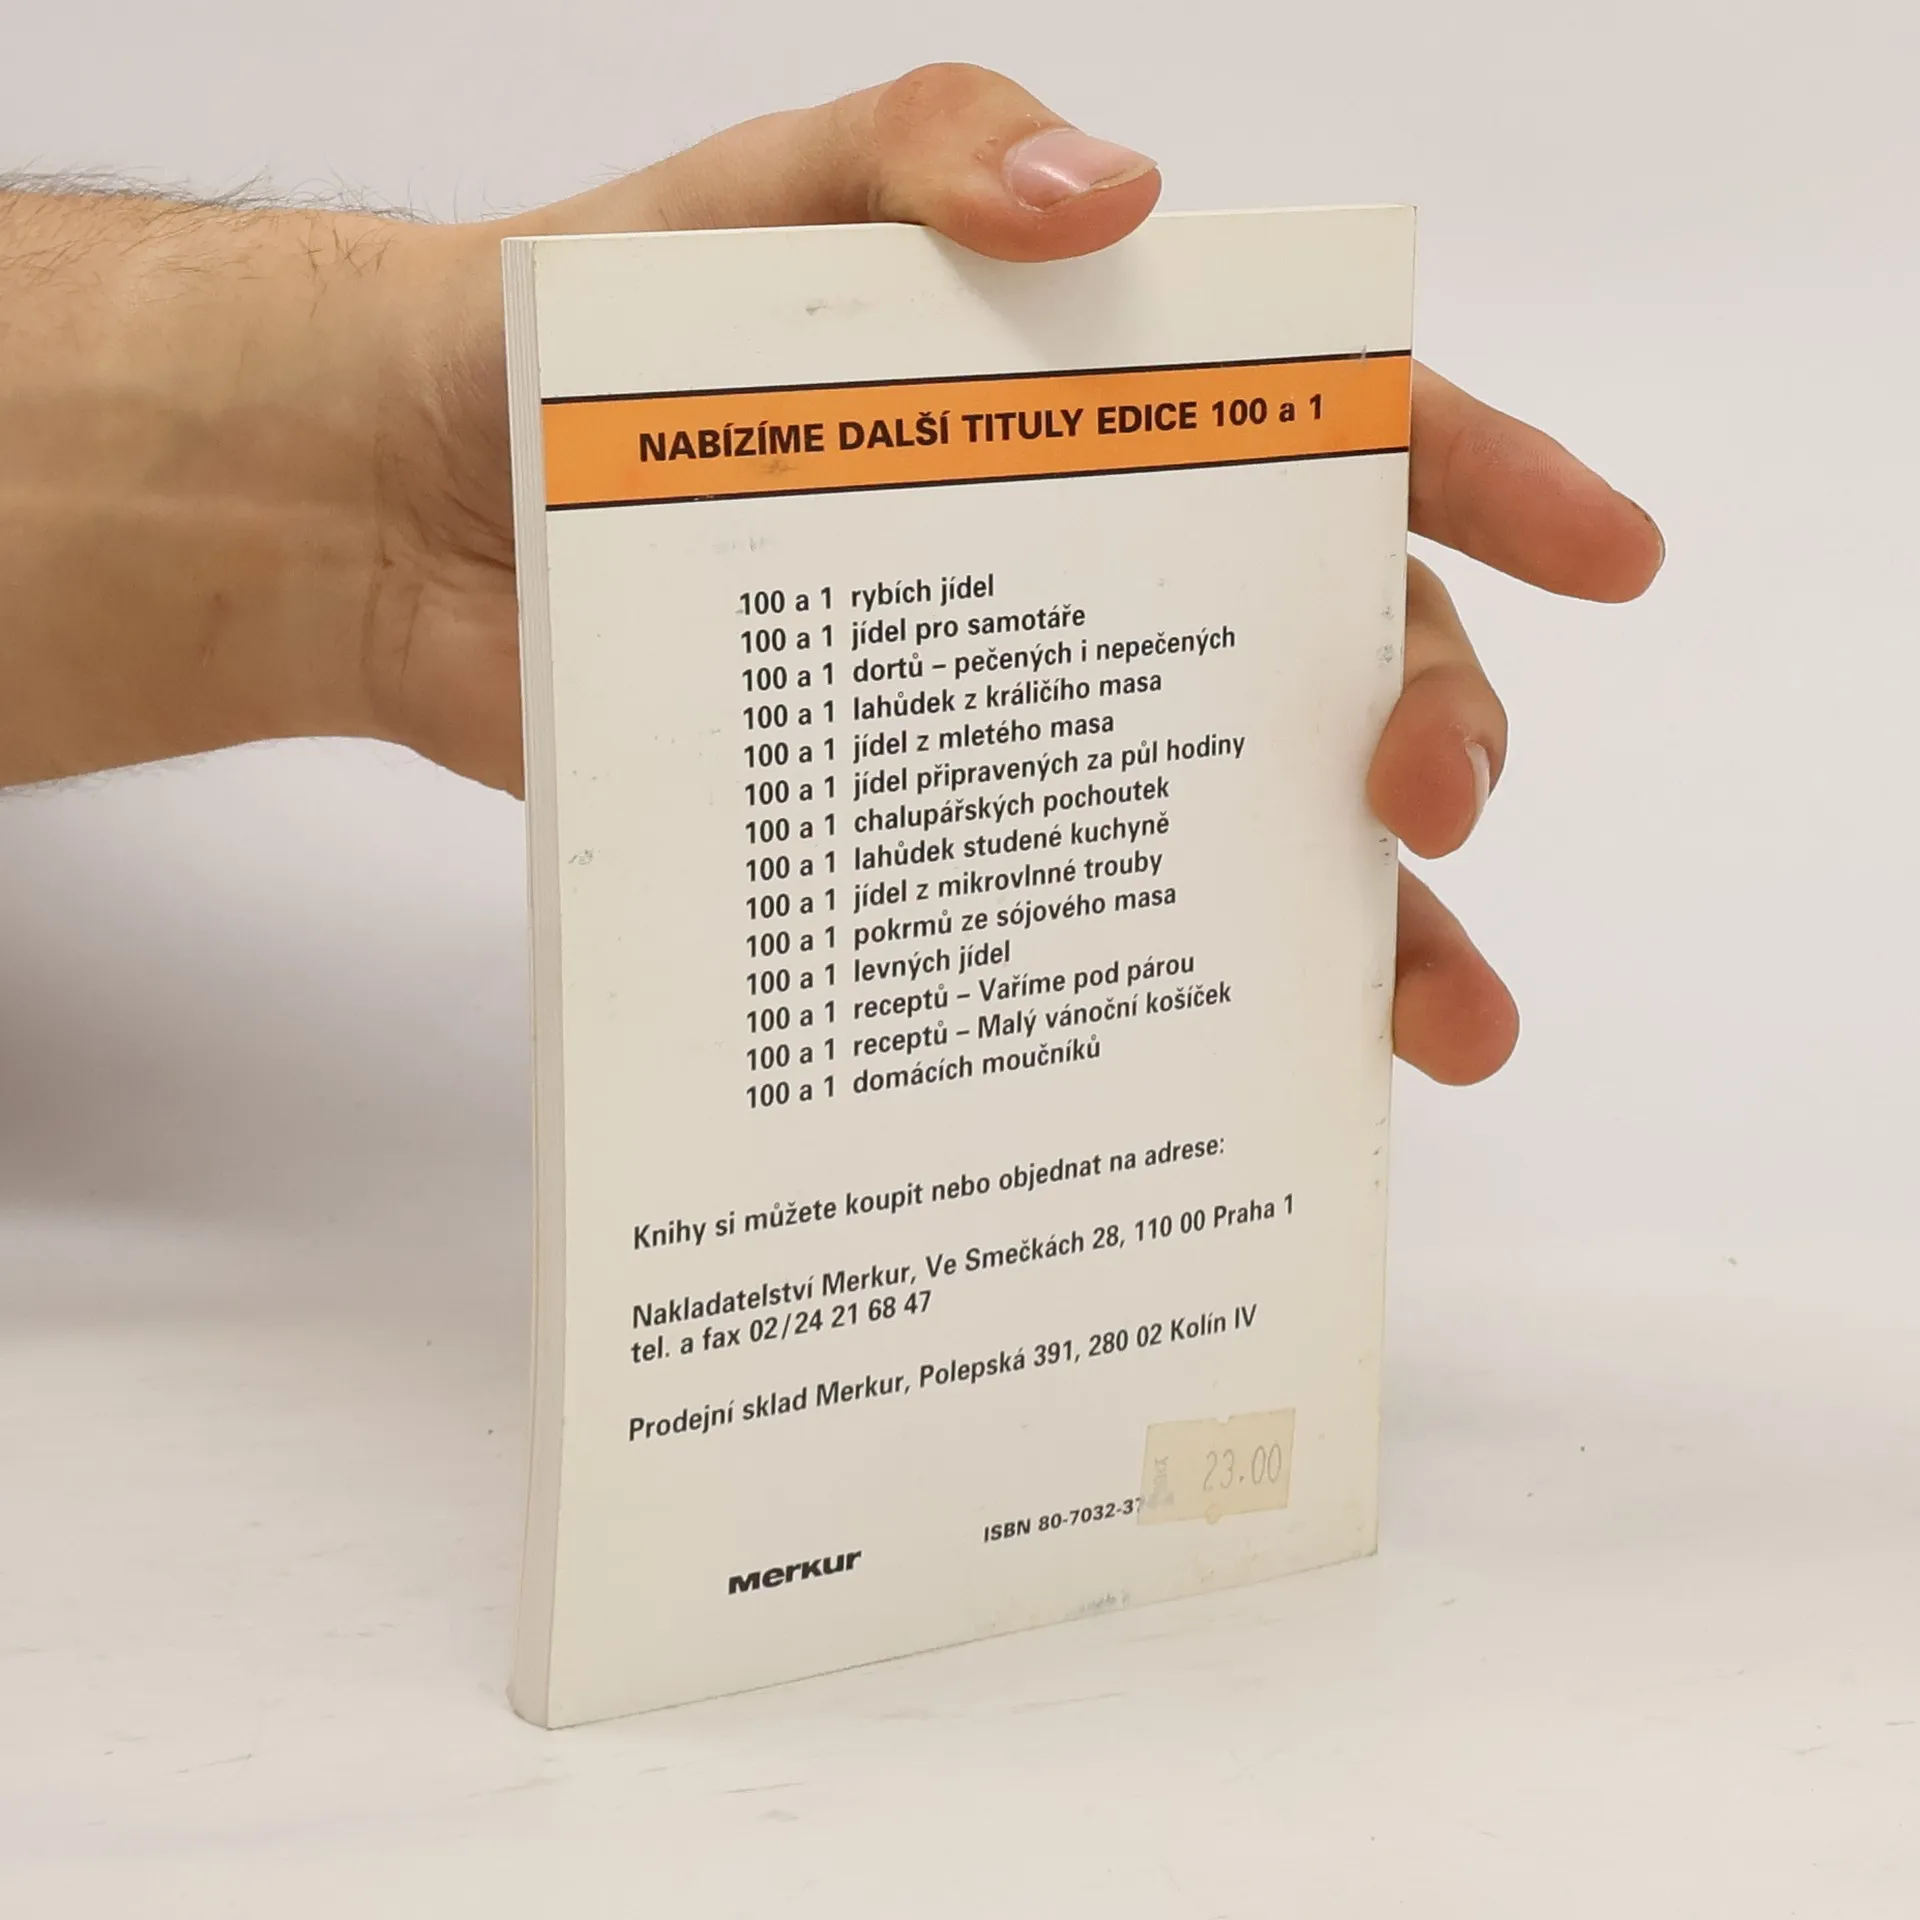 NABÍZÍME DALŠÍ TITULY EDICE 100 a 1
100 a 1 rybích jídel
100 a 1 jídel pro samotáře
100 a 1 dortů – pečených i nepečených
100 a 1 lahůdek z králičího masa
100 a 1 jídel z mletého masa
100 a 1 jídel připravených za půl hodiny
100 a 1 chalupářských pochoutek
100 a 1 lahůdek studené kuchyně
100 a 1 jídel z mikrovlnné trouby
100 a 1 pokrmů ze sójového masa
100 a 1 levných jídel
100 a 1 receptů – Vaříme pod párou
100 a 1 receptů – Malý vánoční košíček
100 a 1 domácích moučníků
Knihy si můžete koupit nebo objednat na adrese:
Nakladatelství Merkur, Ve Smečkách 28, 110 00 Praha 1
tel. a fax 02/24 21 68 47
Prodejní sklad Merkur, Polepská 391, 280 02 Kolín IV
23.00
ISBN 80-7032-37
Merkur